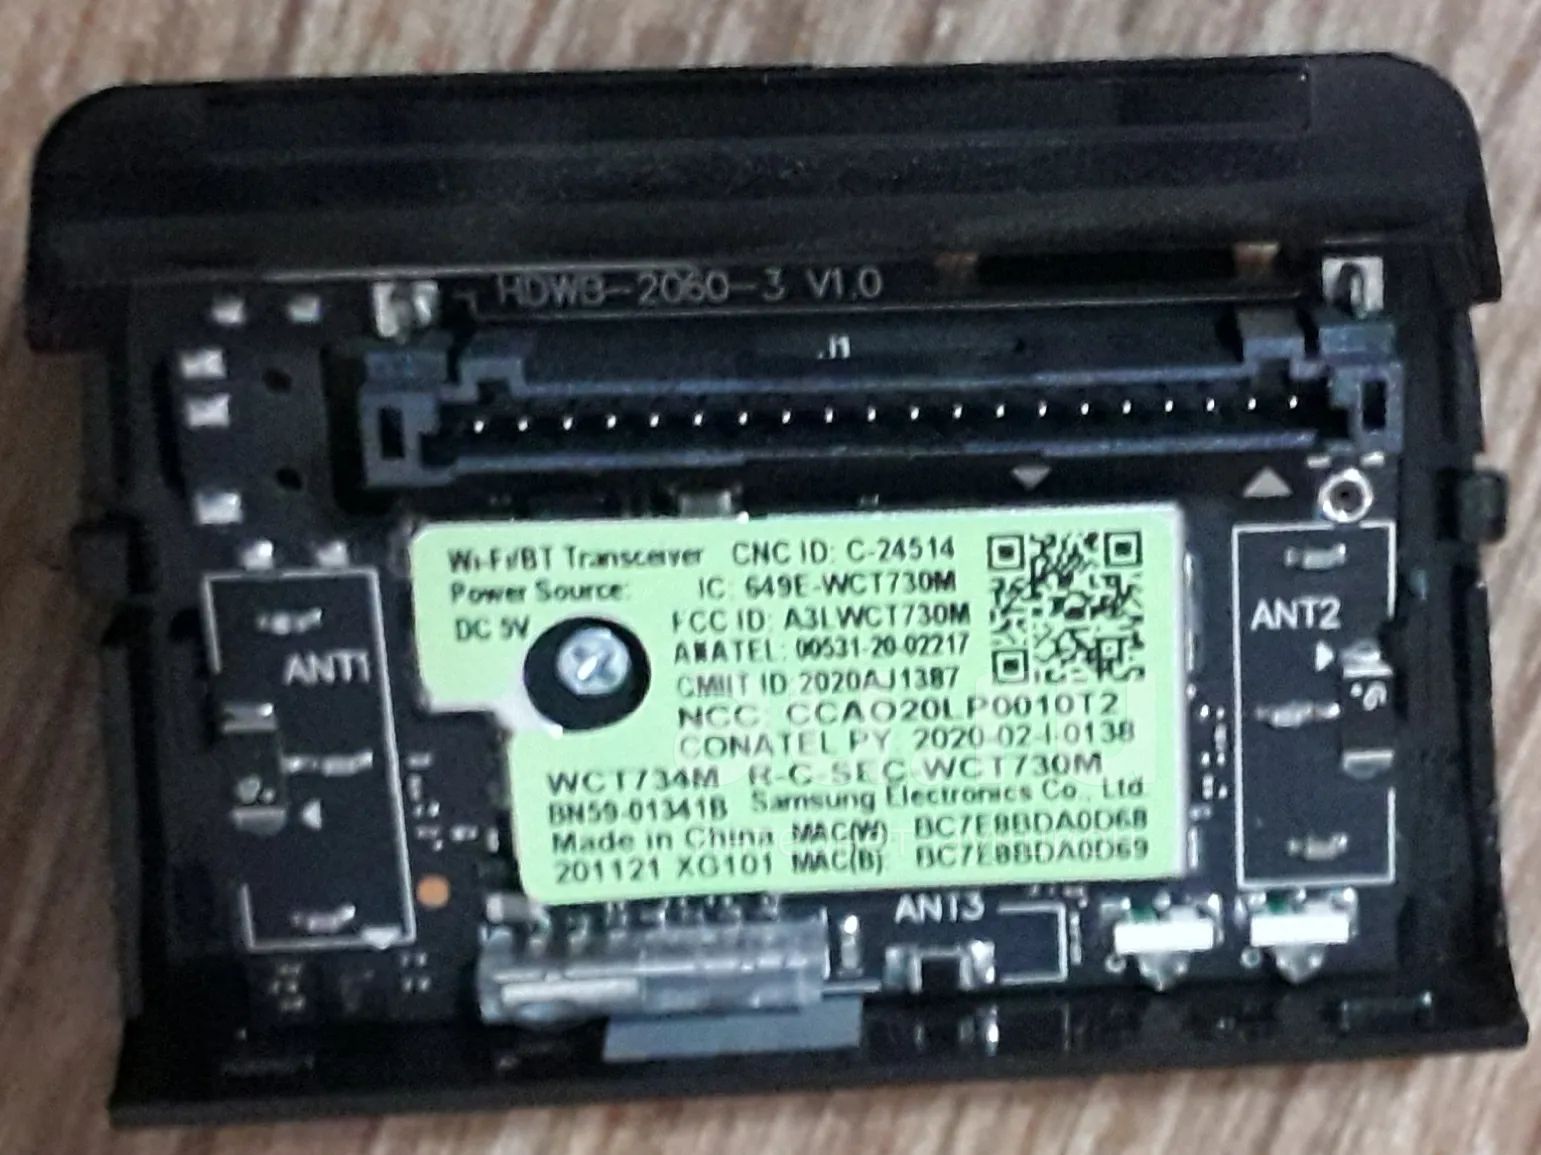 HDWB-2060-3 V1.0
J1
Wi-Fi/BT Transceiver CNC ID: C-24514
Power Source: IC: 649E-WCT730M
DC 5V FCC ID: A3LWCT730M
ANATEL: 00531-20-02217
CMIIT ID 2020AJ1387
NCC: CCAO20LP0010T2
CONATEL PY 2020-02-I-0138
WCT734M R-C-SEC-WCT730M
BN59-01341B Samsung Electronics Co., Ltd.
Made in China MAC(W): BC7E8BDA0D68
201121 XG101 MAC(B): BC7E8BDA0D69
ANT1
ANT2
ANT3